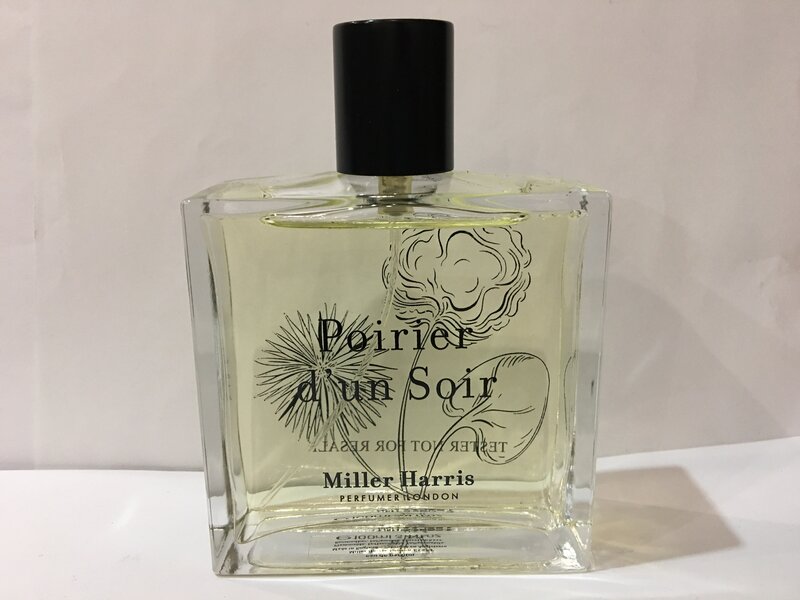 Poirier
d'un Soir
TESTER NOT FOR RESALE
Miller Harris
PERFUMER LONDON